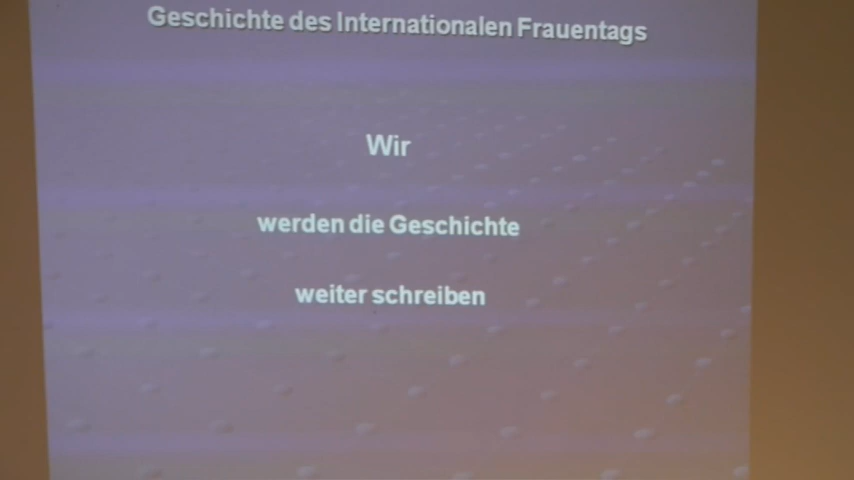 Geschichte des Internationalen Frauentags
Wir
werden die Geschichte
weiter schreiben